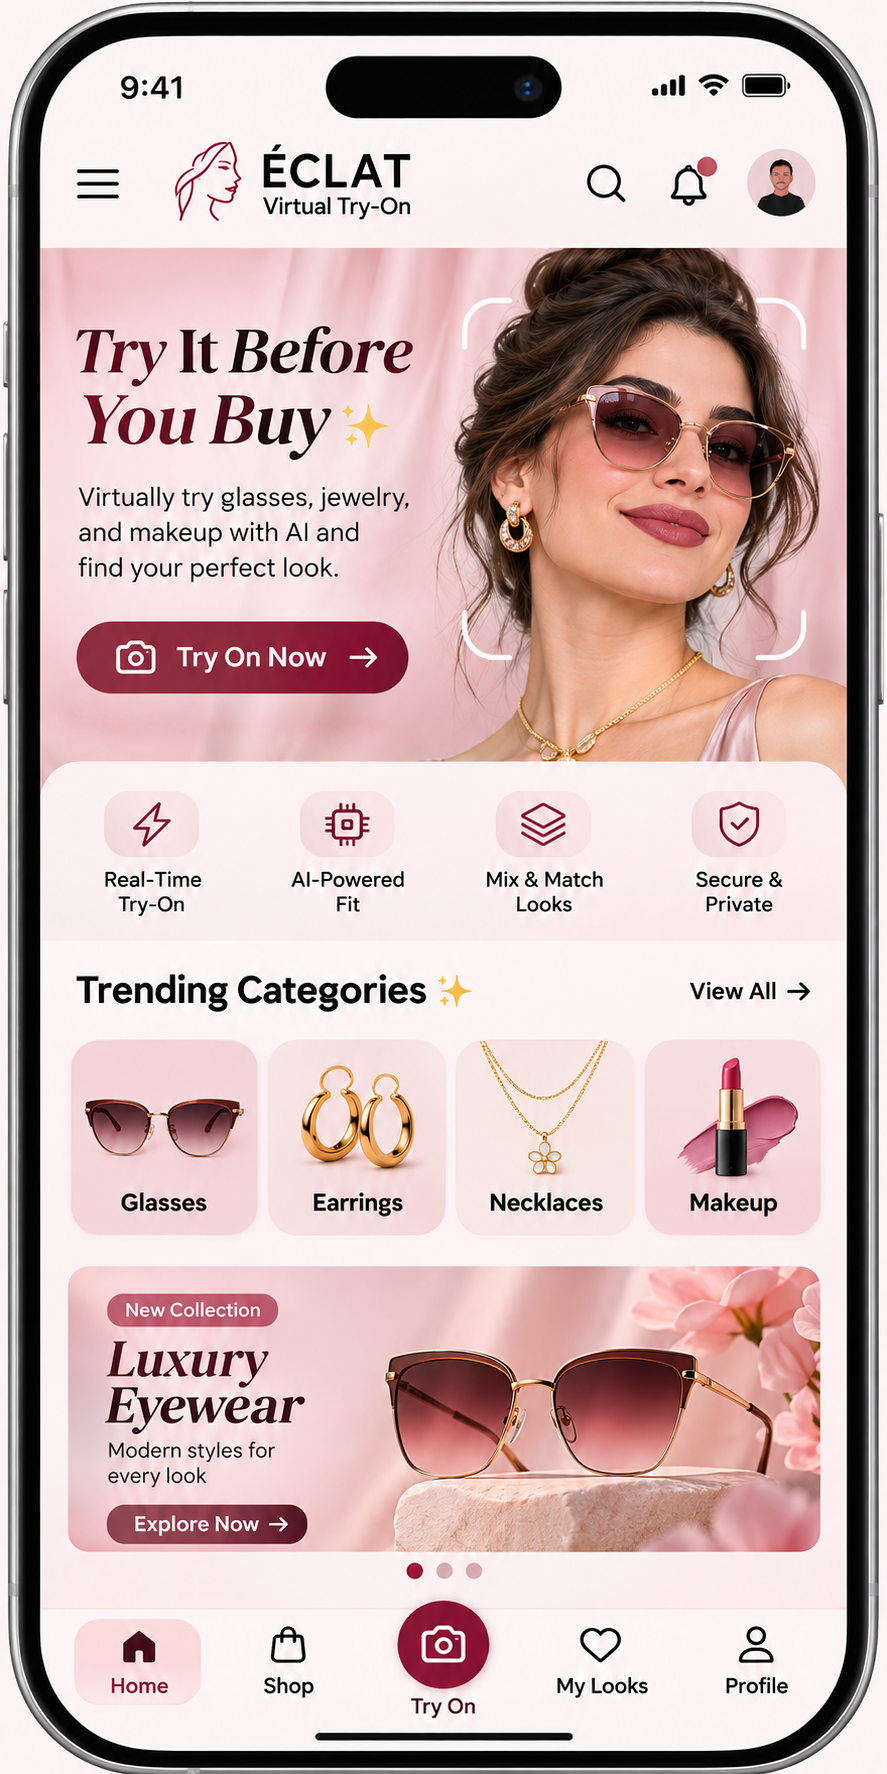 9:41
ÉCLAT
Virtual Try-On
Try It Before
You Buy
Virtually try glasses, jewelry,
and makeup with AI and
find your perfect look.
Try On Now →
Real-Time
Try-On
AI-Powered
Fit
Mix & Match
Looks
Secure &
Private
Trending Categories
View All →
Glasses
Earrings
Necklaces
Makeup
New Collection
Luxury
Eyewear
Modern styles for
every look
Explore Now →
Home
Shop
Try On
My Looks
Profile